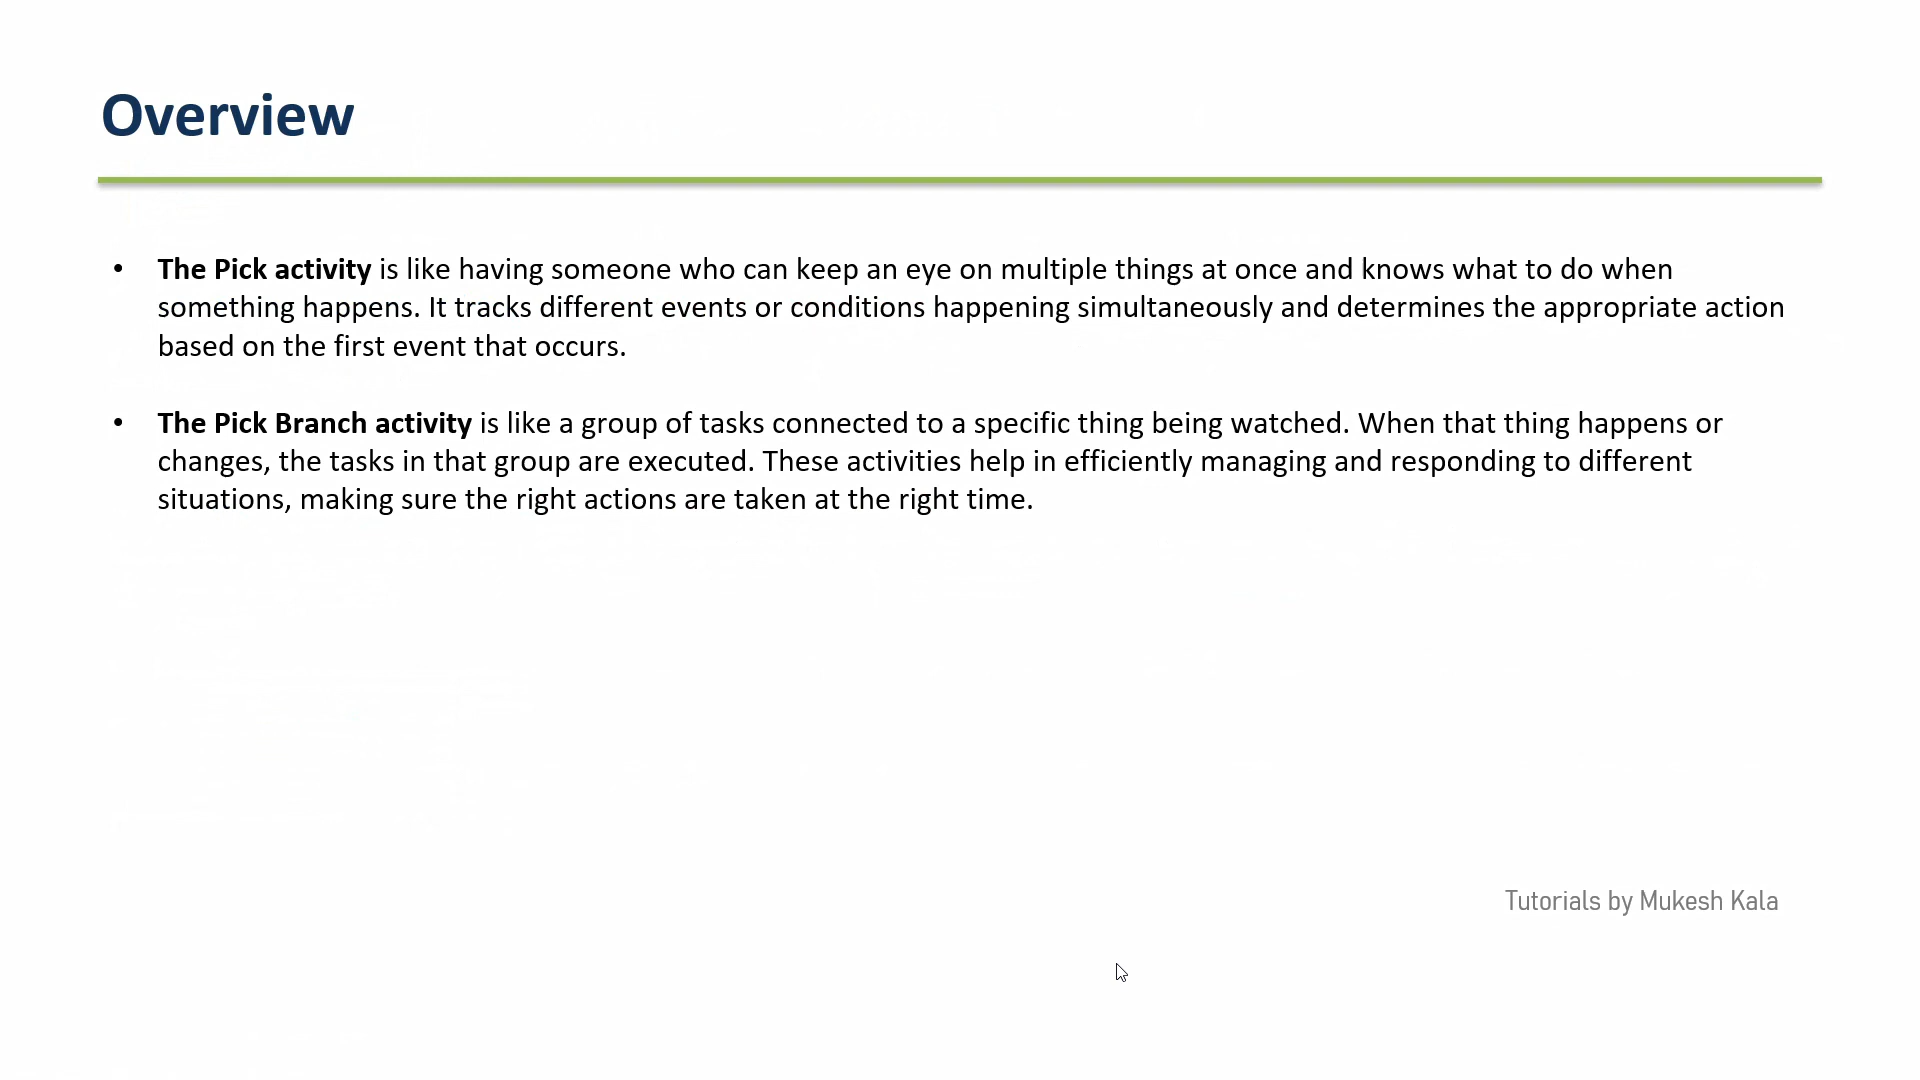 Overview
• The Pick activity is like having someone who can keep an eye on multiple things at once and knows what to do when
something happens. It tracks different events or conditions happening simultaneously and determines the appropriate action
based on the first event that occurs.
• The Pick Branch activity is like a group of tasks connected to a specific thing being watched. When that thing happens or
changes, the tasks in that group are executed. These activities help in efficiently managing and responding to different
situations, making sure the right actions are taken at the right time.
Tutorials by Mukesh Kala